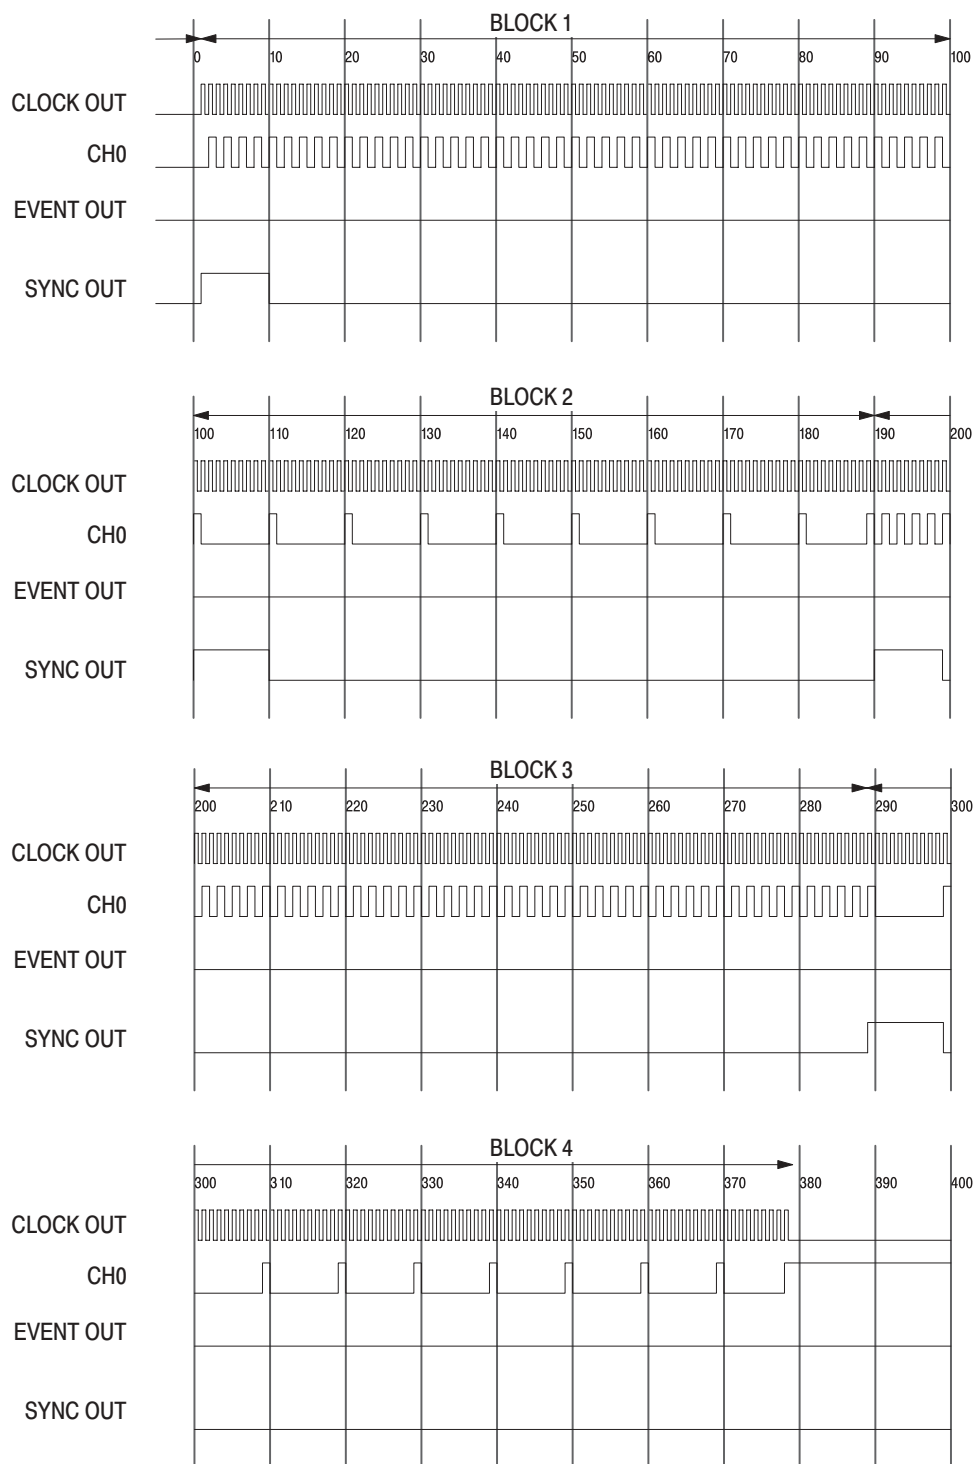 BLOCK 1
0 10 20 30 40 50 60 70 80 90 100
CLOCK OUT
CH0
EVENT OUT
SYNC OUT
BLOCK 2
100 110 120 130 140 150 160 170 180 190 200
CLOCK OUT
CH0
EVENT OUT
SYNC OUT
BLOCK 3
200 210 220 230 240 250 260 270 280 290 300
CLOCK OUT
CH0
EVENT OUT
SYNC OUT
BLOCK 4
300 310 320 330 340 350 360 370 380 390 400
CLOCK OUT
CH0
EVENT OUT
SYNC OUT